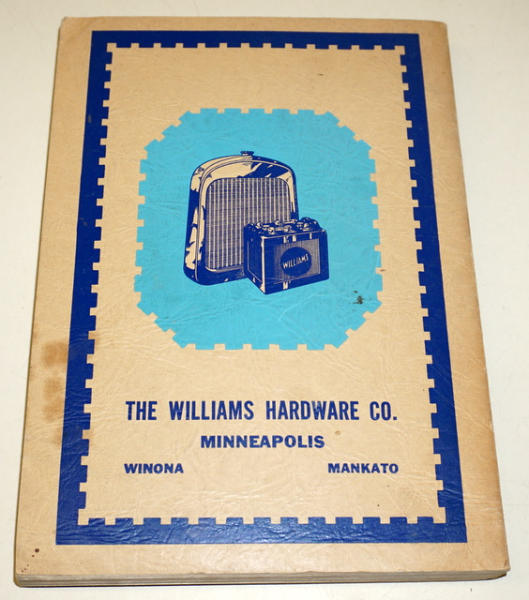 WILLIAMS
THE WILLIAMS HARDWARE CO.
MINNEAPOLIS
WINONA MANKATO